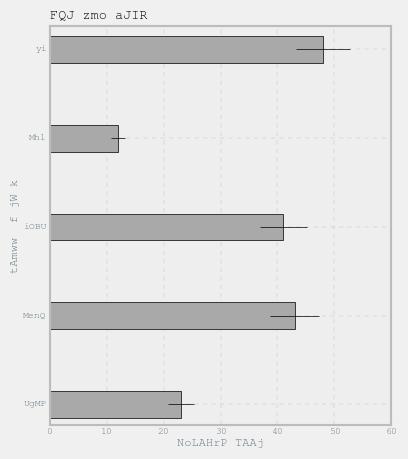 FQJ zmo aJIR
yi
Mhl
iOBU
MenQ
UgMP
tAmww f jW k
0 10 20 30 40 50 60
NoLAHrP TAAj